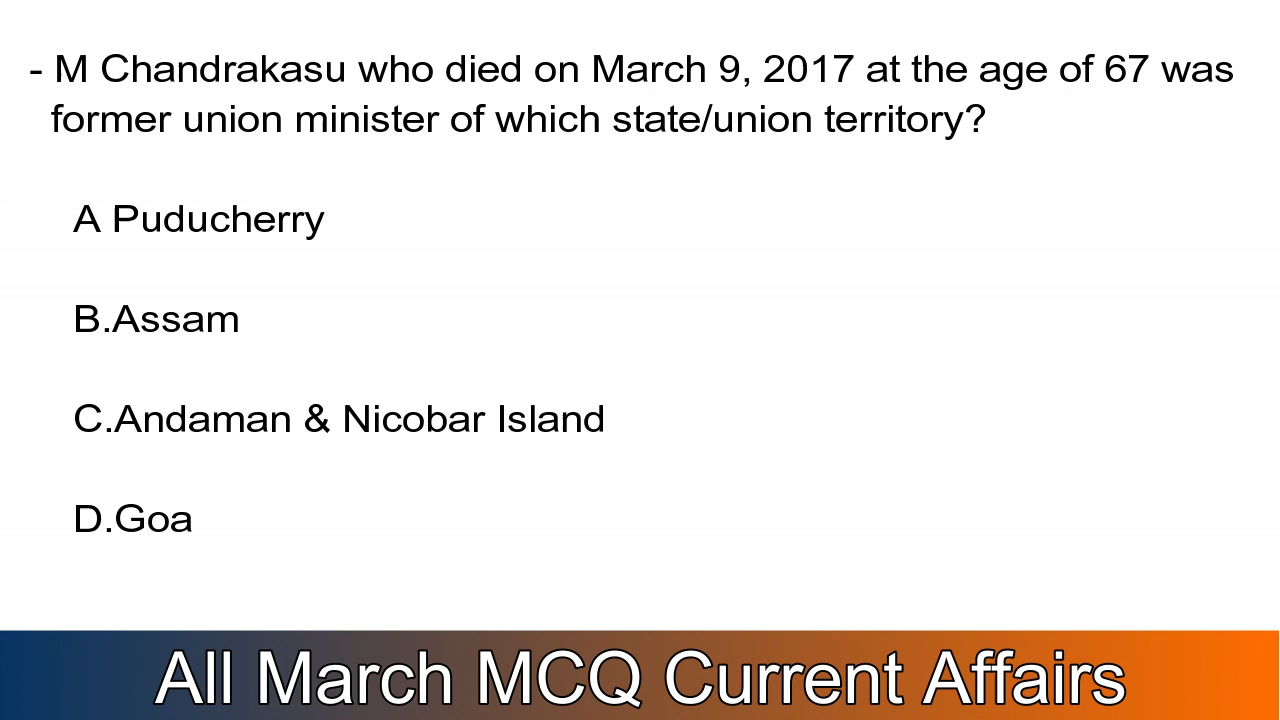 - M Chandrakasu who died on March 9, 2017 at the age of 67 was
former union minister of which state/union territory?
A Puducherry
B.Assam
C.Andaman & Nicobar Island
D.Goa
All March MCQ Current Affairs